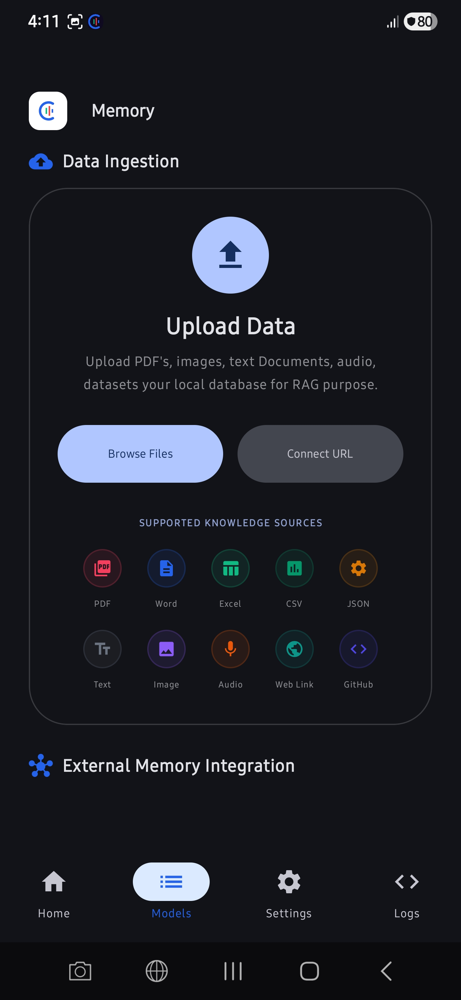 4:11
80
Memory
Data Ingestion
Upload Data
Upload PDF's, images, text Documents, audio,
datasets your local database for RAG purpose.
Browse Files
Connect URL
SUPPORTED KNOWLEDGE SOURCES
PDF
PDF
Word
Excel
CSV
JSON
Text
Image
Audio
Web Link
GitHub
External Memory Integration
Home
Models
Settings
Logs